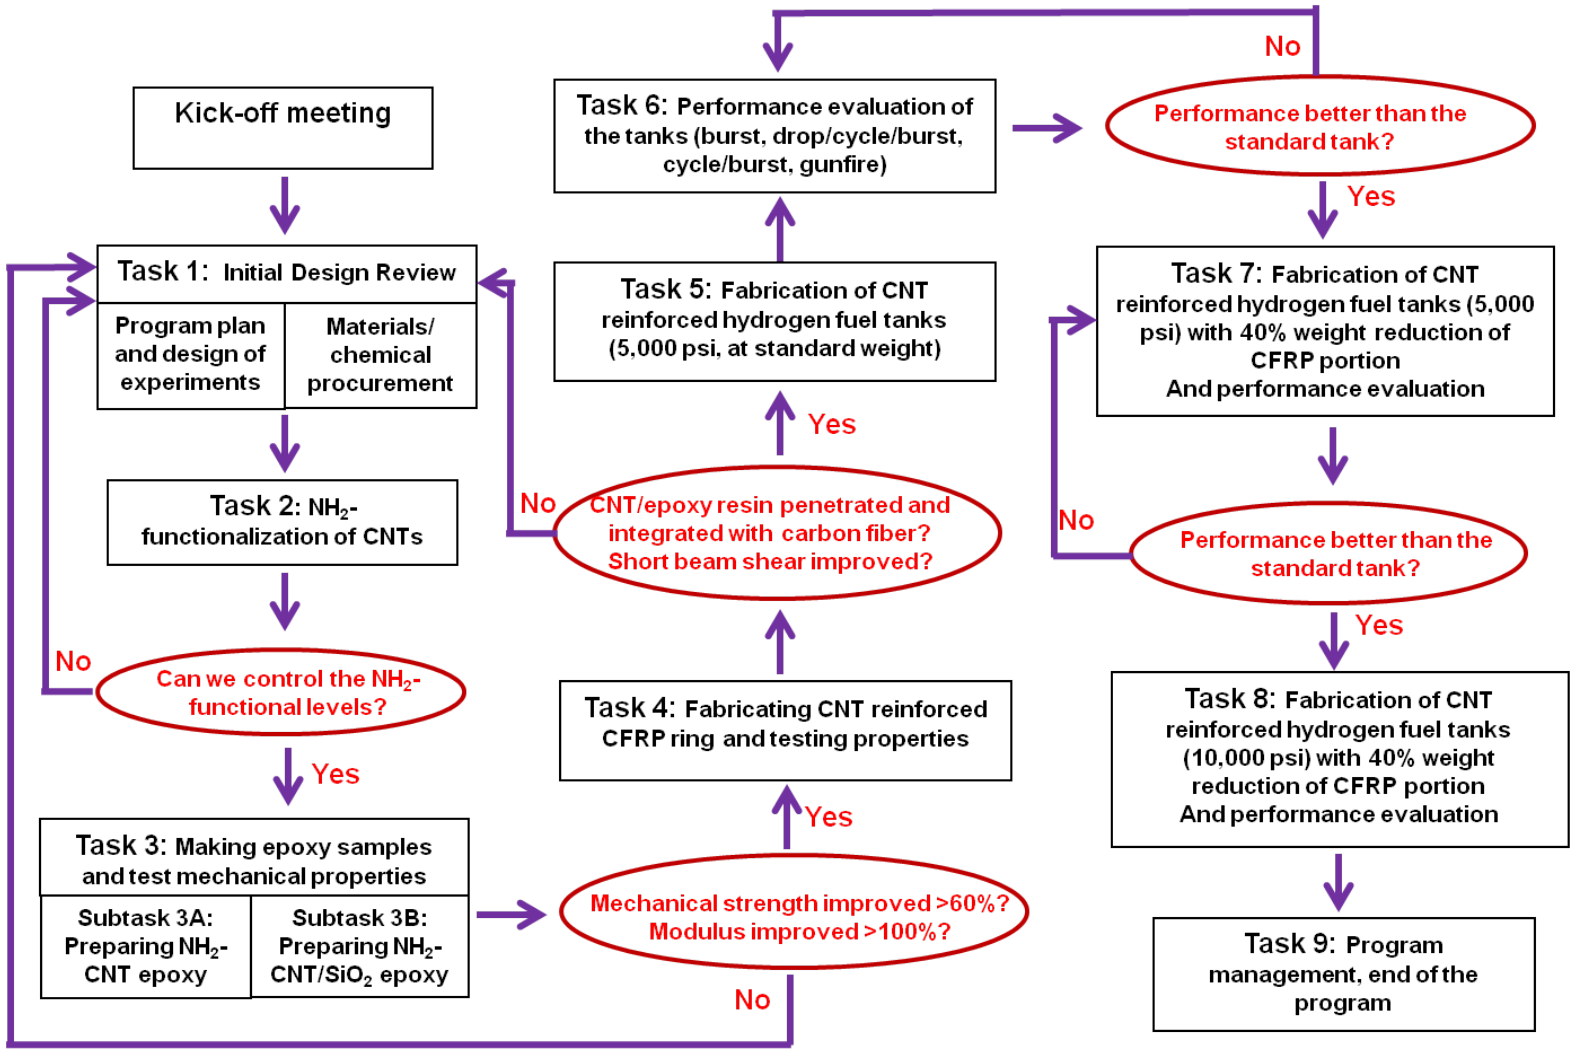 Kick-off meeting
Task 1: Initial Design Review
Program plan
and design of
experiments
Materials/
chemical
procurement
Task 2: NH₂-
functionalization of CNTs
Can we control the NH₂-
functional levels?
No
Yes
Task 3: Making epoxy samples
and test mechanical properties
Subtask 3A:
Preparing NH₂-
CNT epoxy
Subtask 3B:
Preparing NH₂-
CNT/SiO₂ epoxy
Mechanical strength improved >60%?
Modulus improved >100%?
No
Yes
Task 4: Fabricating CNT reinforced
CFRP ring and testing properties
CNT/epoxy resin penetrated and
integrated with carbon fiber?
Short beam shear improved?
No
Yes
Task 5: Fabrication of CNT
reinforced hydrogen fuel tanks
(5,000 psi, at standard weight)
Task 6: Performance evaluation of
the tanks (burst, drop/cycle/burst,
cycle/burst, gunfire)
Performance better than the
standard tank?
No
Yes
Task 7: Fabrication of CNT
reinforced hydrogen fuel tanks (5,000
psi) with 40% weight reduction of
CFRP portion
And performance evaluation
Performance better than the
standard tank?
No
Yes
Task 8: Fabrication of CNT
reinforced hydrogen fuel tanks
(10,000 psi) with 40% weight
reduction of CFRP portion
And performance evaluation
Task 9: Program
management, end of the
program